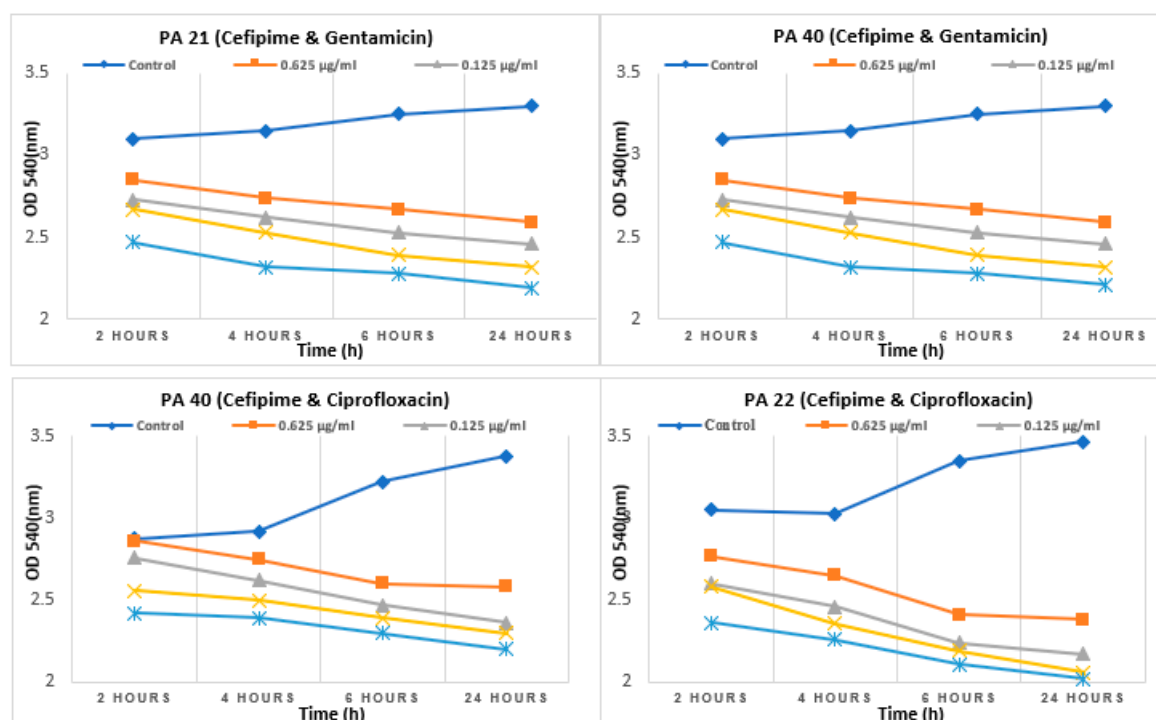 PA 21 (Cefipime & Gentamicin)
Control 0.625 µg/ml 0.125 µg/ml
3.5
3
2.5
2
OD 540(nm)
2 HOURS 4 HOURS 6 HOURS 24 HOURS
Time (h)
PA 40 (Cefipime & Gentamicin)
Control 0.625 µg/ml 0.125 µg/ml
3.5
3
2.5
2
OD 540(nm)
2 HOURS 4 HOURS 6 HOURS 24 HOURS
Time (h)
PA 40 (Cefipime & Ciprofloxacin)
Control 0.625 µg/ml 0.125 µg/ml
3.5
3
2.5
2
OD 540(nm)
2 HOURS 4 HOURS 6 HOURS 24 HOURS
Time (h)
PA 22 (Cefipime & Ciprofloxacin)
Control 0.625 µg/ml 0.125 µg/ml
3.5
3
2.5
2
OD 540(nm)
2 HOURS 4 HOURS 6 HOURS 24 HOURS
Time (h)